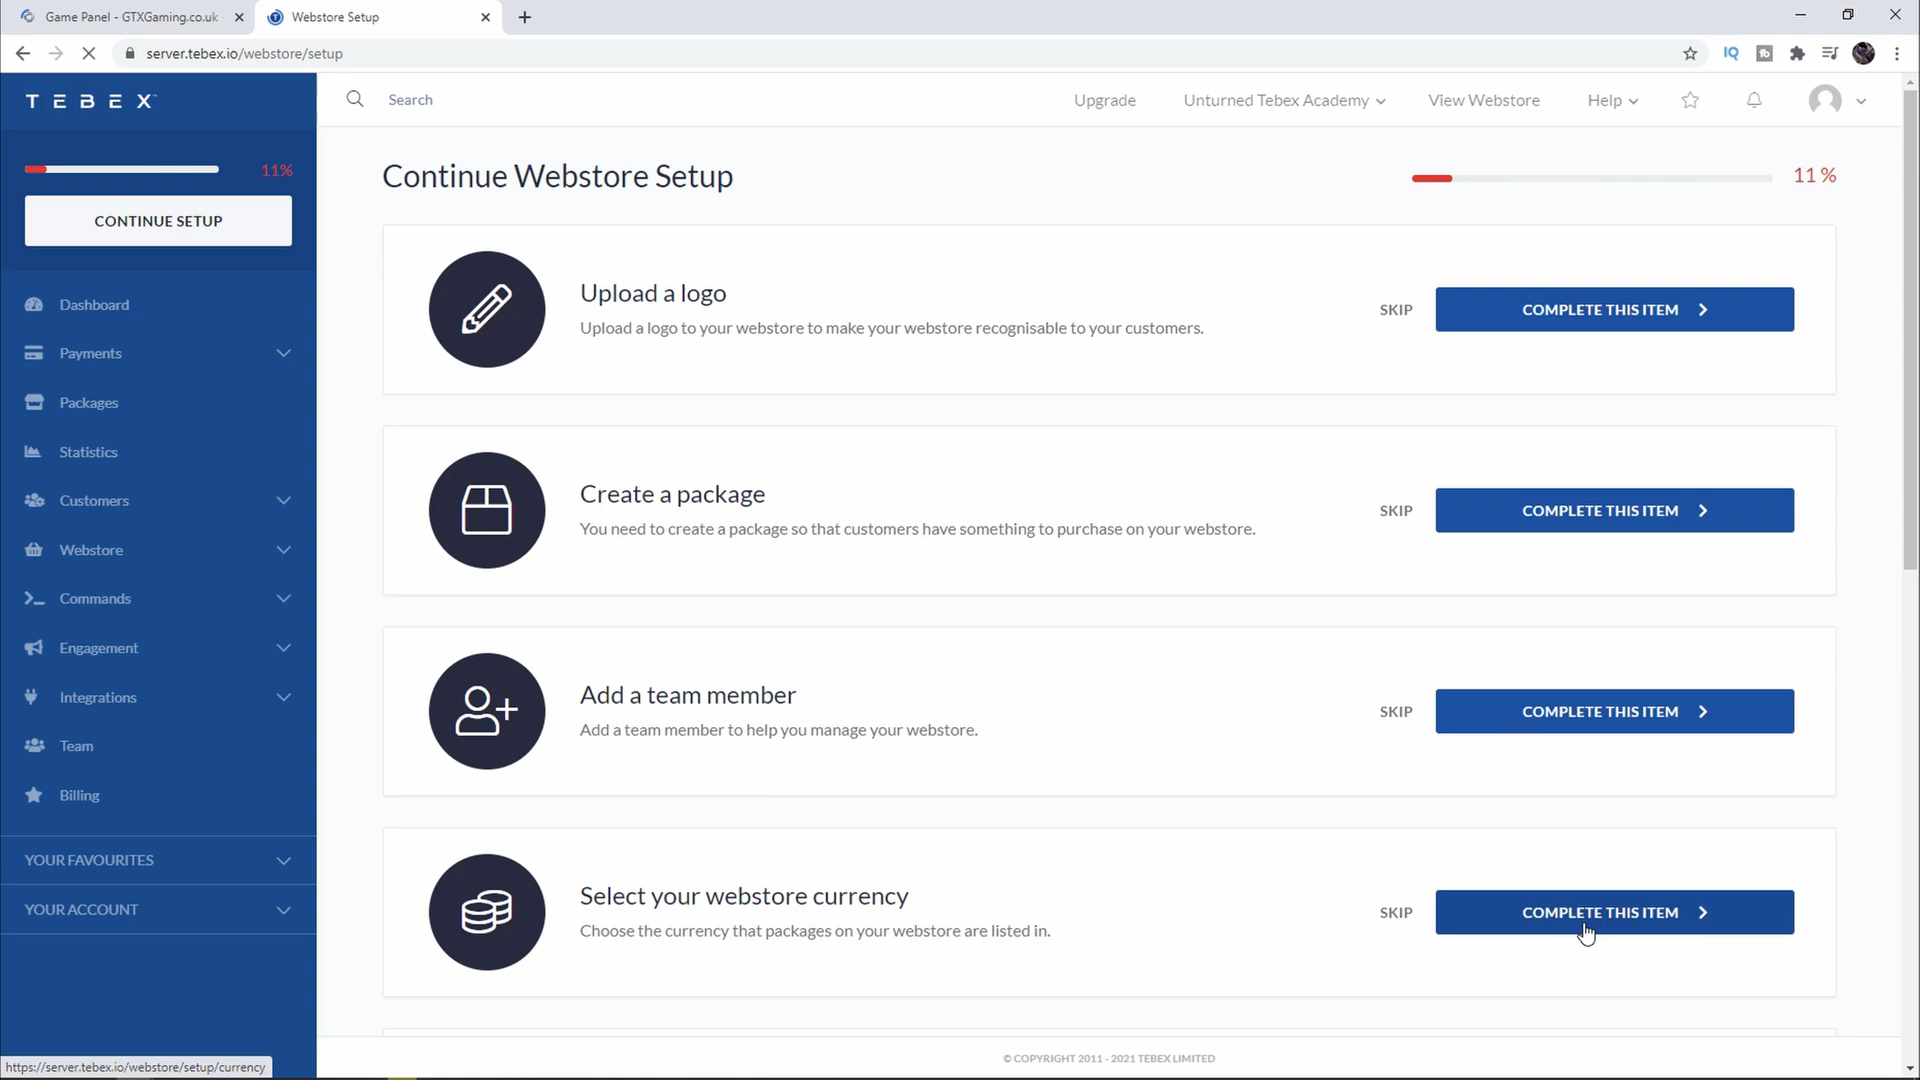 Game Panel - GTXGaming.co.uk
Webstore Setup
server.tebex.io/webstore/setup
TEBEX™
Search
Upgrade
Unturned Tebex Academy
View Webstore
Help
11%
CONTINUE SETUP
Dashboard
Payments
Packages
Statistics
Customers
Webstore
Commands
Engagement
Integrations
Team
Billing
YOUR FAVOURITES
YOUR ACCOUNT
Continue Webstore Setup
11 %
Upload a logo
Upload a logo to your webstore to make your webstore recognisable to your customers.
SKIP
COMPLETE THIS ITEM
Create a package
You need to create a package so that customers have something to purchase on your webstore.
SKIP
COMPLETE THIS ITEM
Add a team member
Add a team member to help you manage your webstore.
SKIP
COMPLETE THIS ITEM
Select your webstore currency
Choose the currency that packages on your webstore are listed in.
SKIP
COMPLETE THIS ITEM
© COPYRIGHT 2011 - 2021 TEBEX LIMITED
https://server.tebex.io/webstore/setup/currency